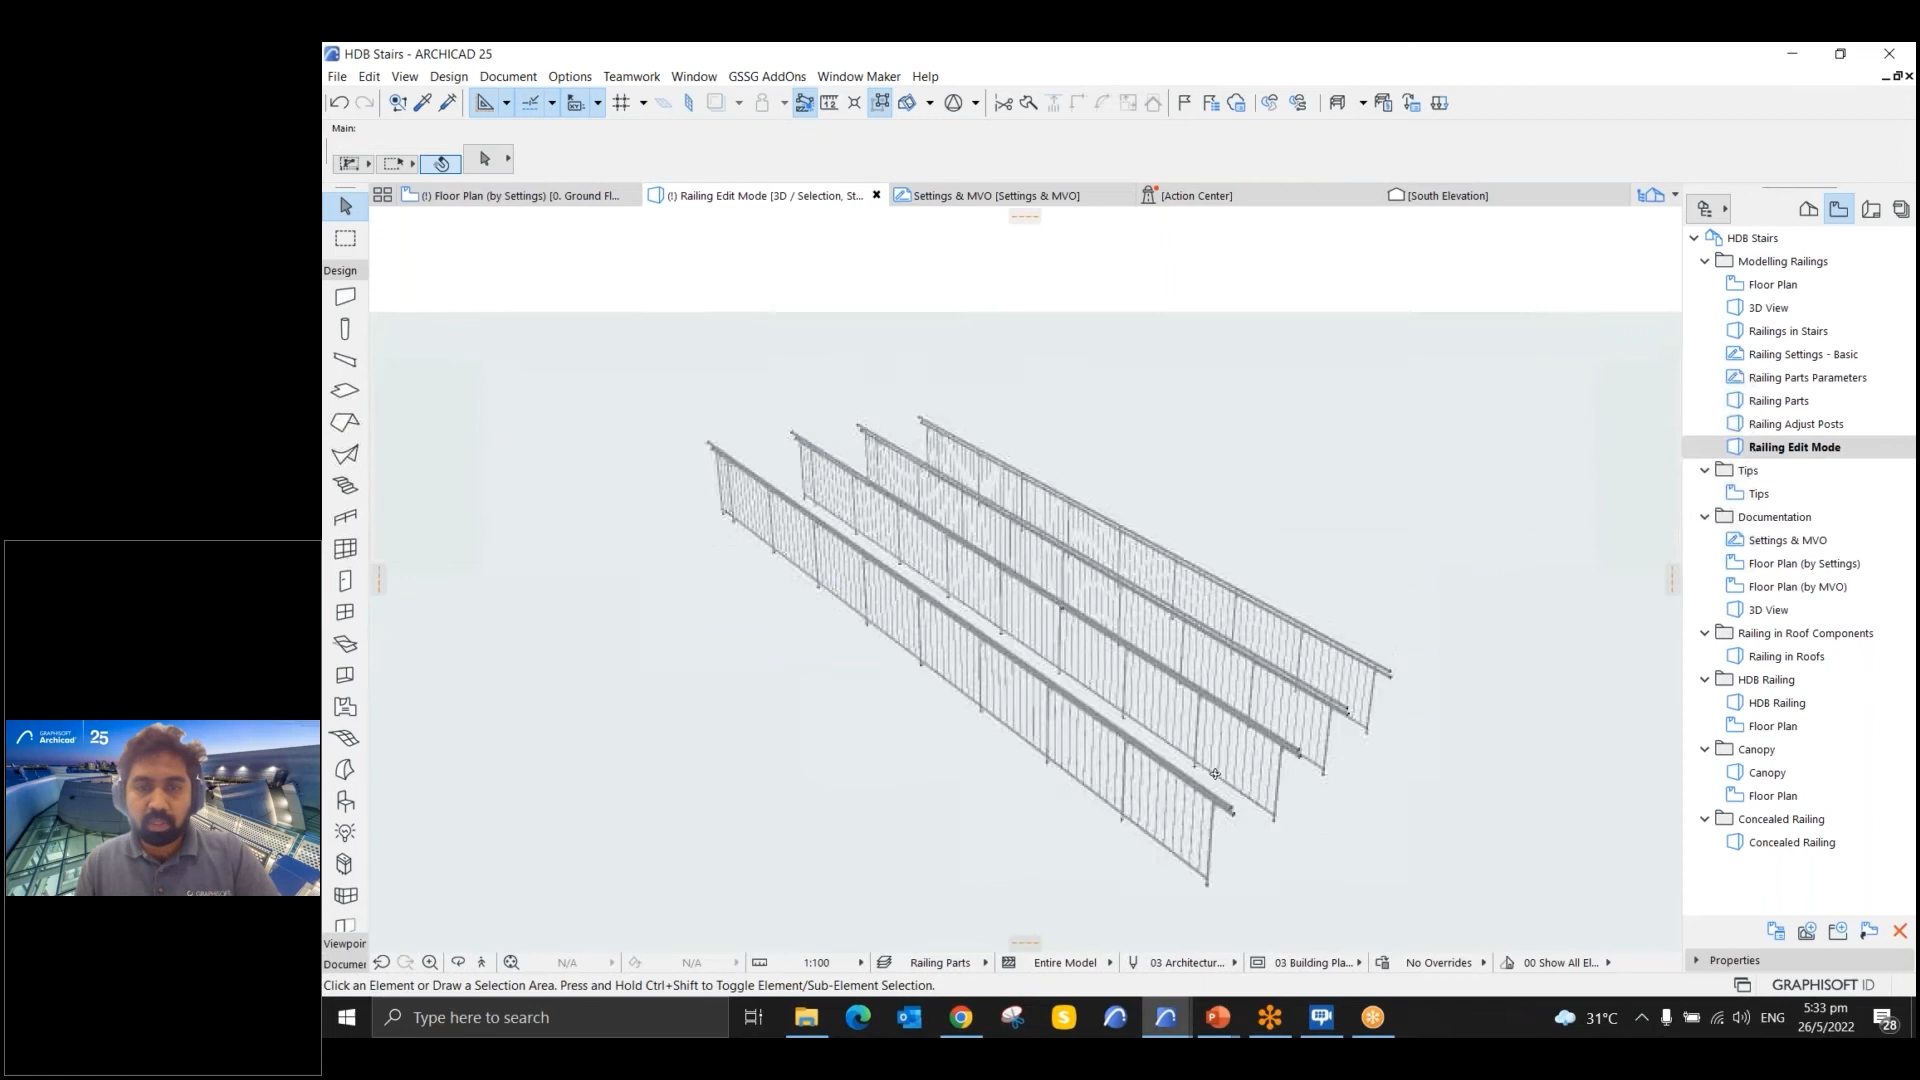 HDB Stairs - ARCHICAD 25
File Edit View Design Document Options Teamwork Window GSSG AddOns Window Maker Help
Main:
(!) Floor Plan (by Settings) [0. Ground Fl...
(!) Railing Edit Mode [3D / Selection, St...
Settings & MVO [Settings & MVO]
[Action Center]
[South Elevation]
Design
HDB Stairs
Modelling Railings
Floor Plan
3D View
Railings in Stairs
Railing Settings - Basic
Railing Parts Parameters
Railing Parts
Railing Adjust Posts
Railing Edit Mode
Tips
Tips
Documentation
Settings & MVO
Floor Plan (by Settings)
Floor Plan (by MVO)
3D View
Railing in Roof Components
Railing in Roofs
HDB Railing
HDB Railing
Floor Plan
Canopy
Canopy
Floor Plan
Concealed Railing
Concealed Railing
GRAPHISOFT
Archicad
25
GRAPHISOFT
Viewpoir
Documer
N/A
N/A
1:100
Railing Parts
Entire Model
03 Architectur...
03 Building Pla...
No Overrides
00 Show All El...
Properties
Click an Element or Draw a Selection Area. Press and Hold Ctrl+Shift to Toggle Element/Sub-Element Selection.
GRAPHISOFT ID
Type here to search
31°C
ENG
5:33 pm
26/5/2022
28